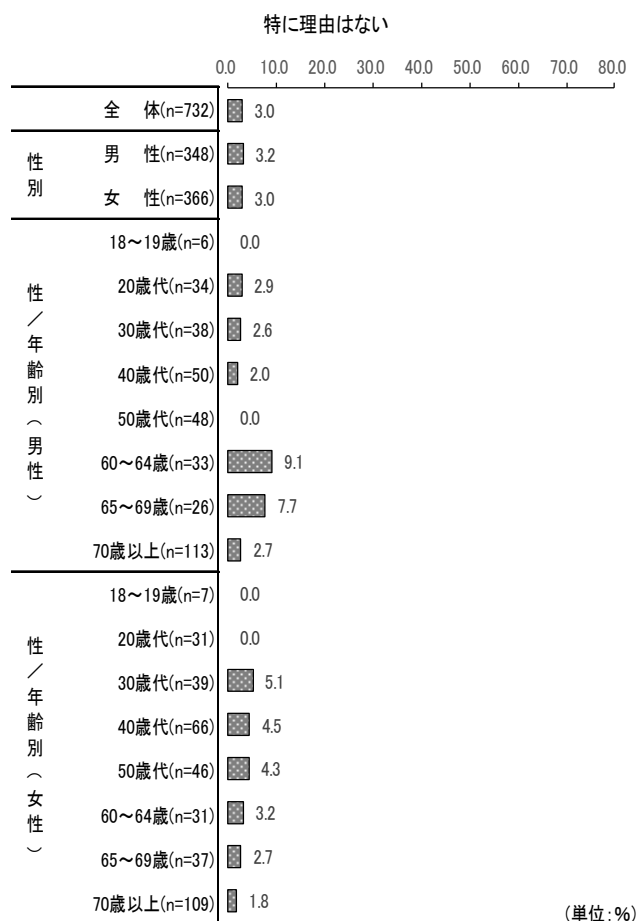 特に理由はない
0.0 10.0 20.0 30.0 40.0 50.0 60.0 70.0 80.0
全 体(n=732) 3.0
性別
男 性(n=348) 3.2
女 性(n=366) 3.0
性/年齢別(男性)
18～19歳(n=6) 0.0
20歳代(n=34) 2.9
30歳代(n=38) 2.6
40歳代(n=50) 2.0
50歳代(n=48) 0.0
60～64歳(n=33) 9.1
65～69歳(n=26) 7.7
70歳以上(n=113) 2.7
性/年齢別(女性)
18～19歳(n=7) 0.0
20歳代(n=31) 0.0
30歳代(n=39) 5.1
40歳代(n=66) 4.5
50歳代(n=46) 4.3
60～64歳(n=31) 3.2
65～69歳(n=37) 2.7
70歳以上(n=109) 1.8
(単位:%)